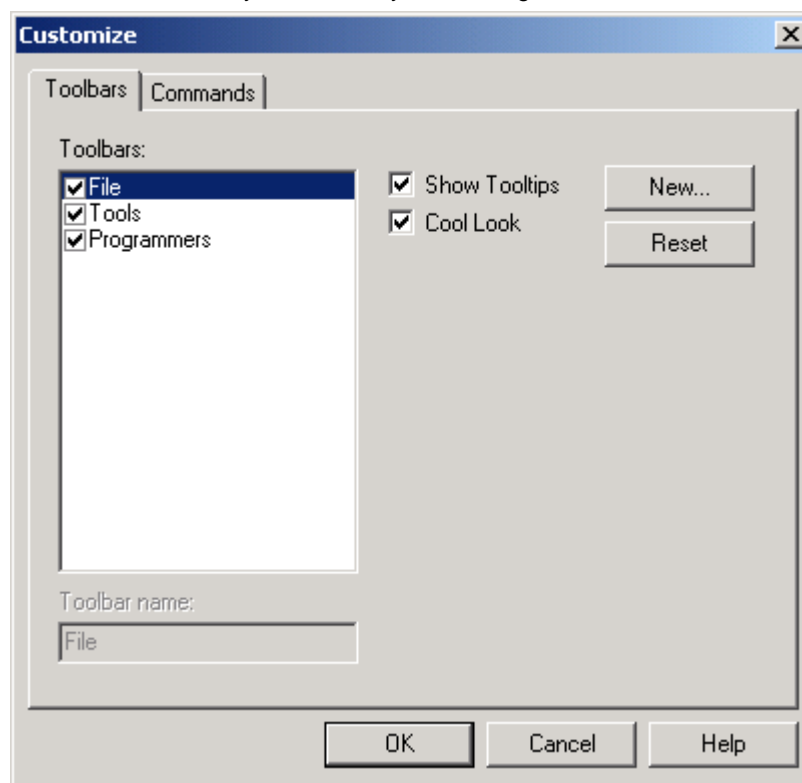 Customize
Toolbars Commands
Toolbars:
File
Tools
Programmers
Show Tooltips
Cool Look
New...
Reset
Toolbar name:
File
OK Cancel Help